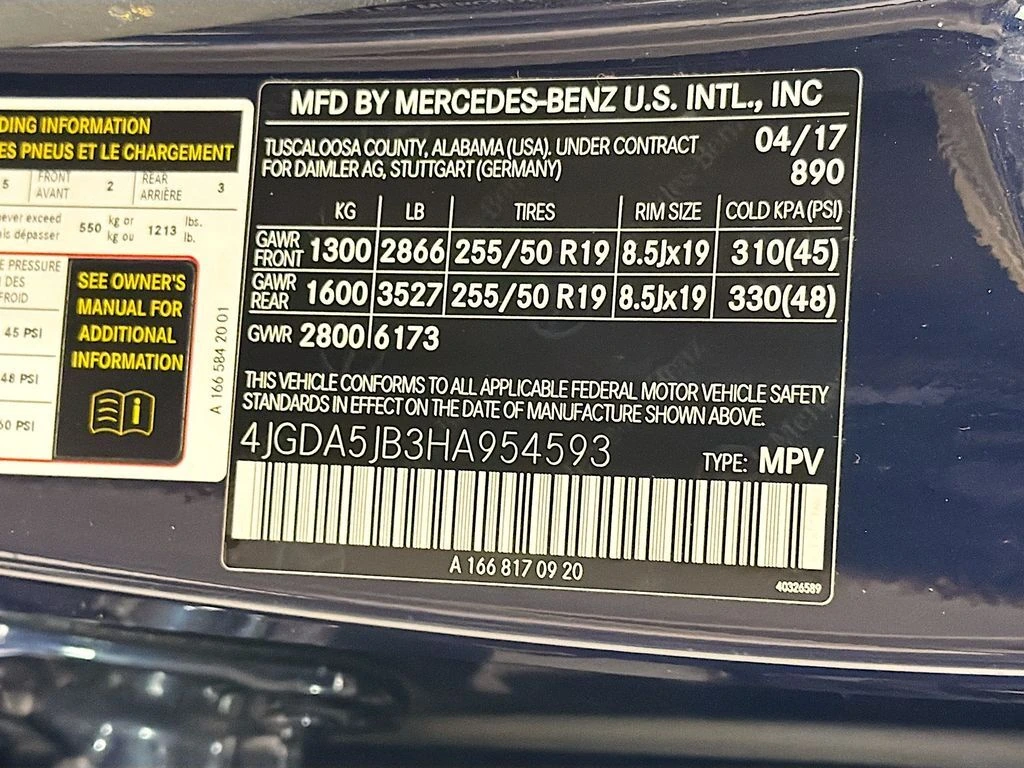 DING INFORMATION
ES PNEUS ET LE CHARGEMENT
5 FRONT AVANT 2 REAR ARRIÈRE 3
never exceed 550 kg or 1213 lbs.
is dépasser kg ou lb.
E PRESSURE
DES
FROID
45 PSI
48 PSI
60 PSI
SEE OWNER'S
MANUAL FOR
ADDITIONAL
INFORMATION
A 166 584 20 01
MFD BY MERCEDES-BENZ U.S. INTL., INC
TUSCALOOSA COUNTY, ALABAMA (USA). UNDER CONTRACT 04/17
FOR DAIMLER AG, STUTTGART (GERMANY) 890
KG LB TIRES RIM SIZE COLD KPA (PSI)
GAWR FRONT 1300 2866 255/50 R19 8.5Jx19 310(45)
GAWR REAR 1600 3527 255/50 R19 8.5Jx19 330(48)
GVWR 2800 6173
THIS VEHICLE CONFORMS TO ALL APPLICABLE FEDERAL MOTOR VEHICLE SAFETY
STANDARDS IN EFFECT ON THE DATE OF MANUFACTURE SHOWN ABOVE.
4JGDA5JB3HA954593 TYPE: MPV
A 166 817 09 20
40326589